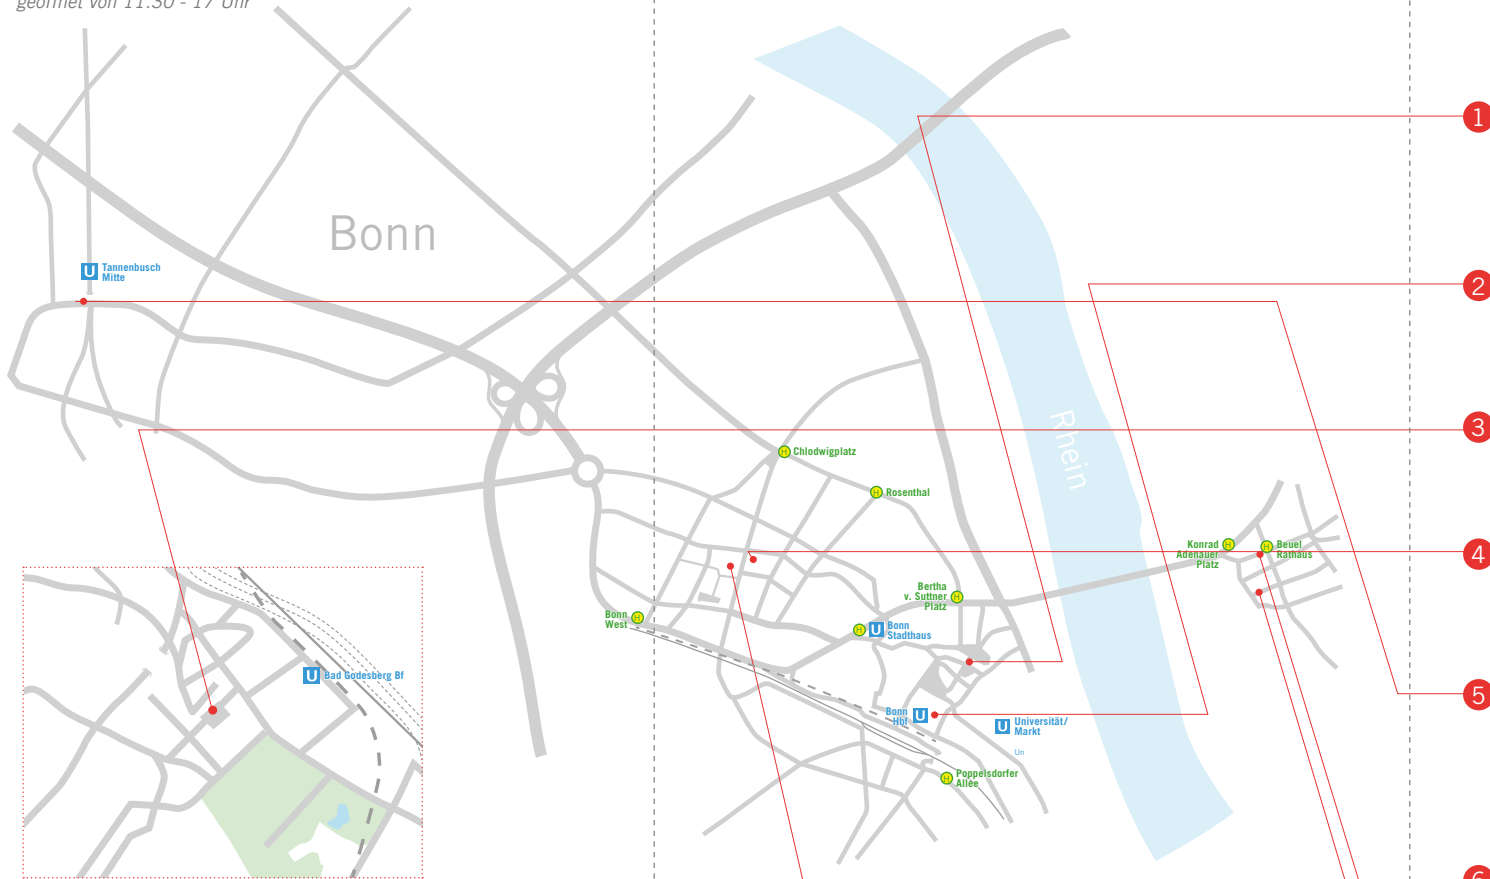 geöffnet von 11.30 - 17 Uhr
1
Bonn
U Tannenbusch
Mitte
2
Rhein
3
H Chlodwigplatz
H Rosenthal
Konrad
Adenauer
Platz H
H Beuel
Rathaus
4
Bertha
v. Suttner
Platz H
Bonn
West H
H U Bonn
Stadthaus
U Bad Godesberg Bf
5
Bonn
Hbf U
U Universität/
Markt
Un
H Poppelsdorfer
Allee
6